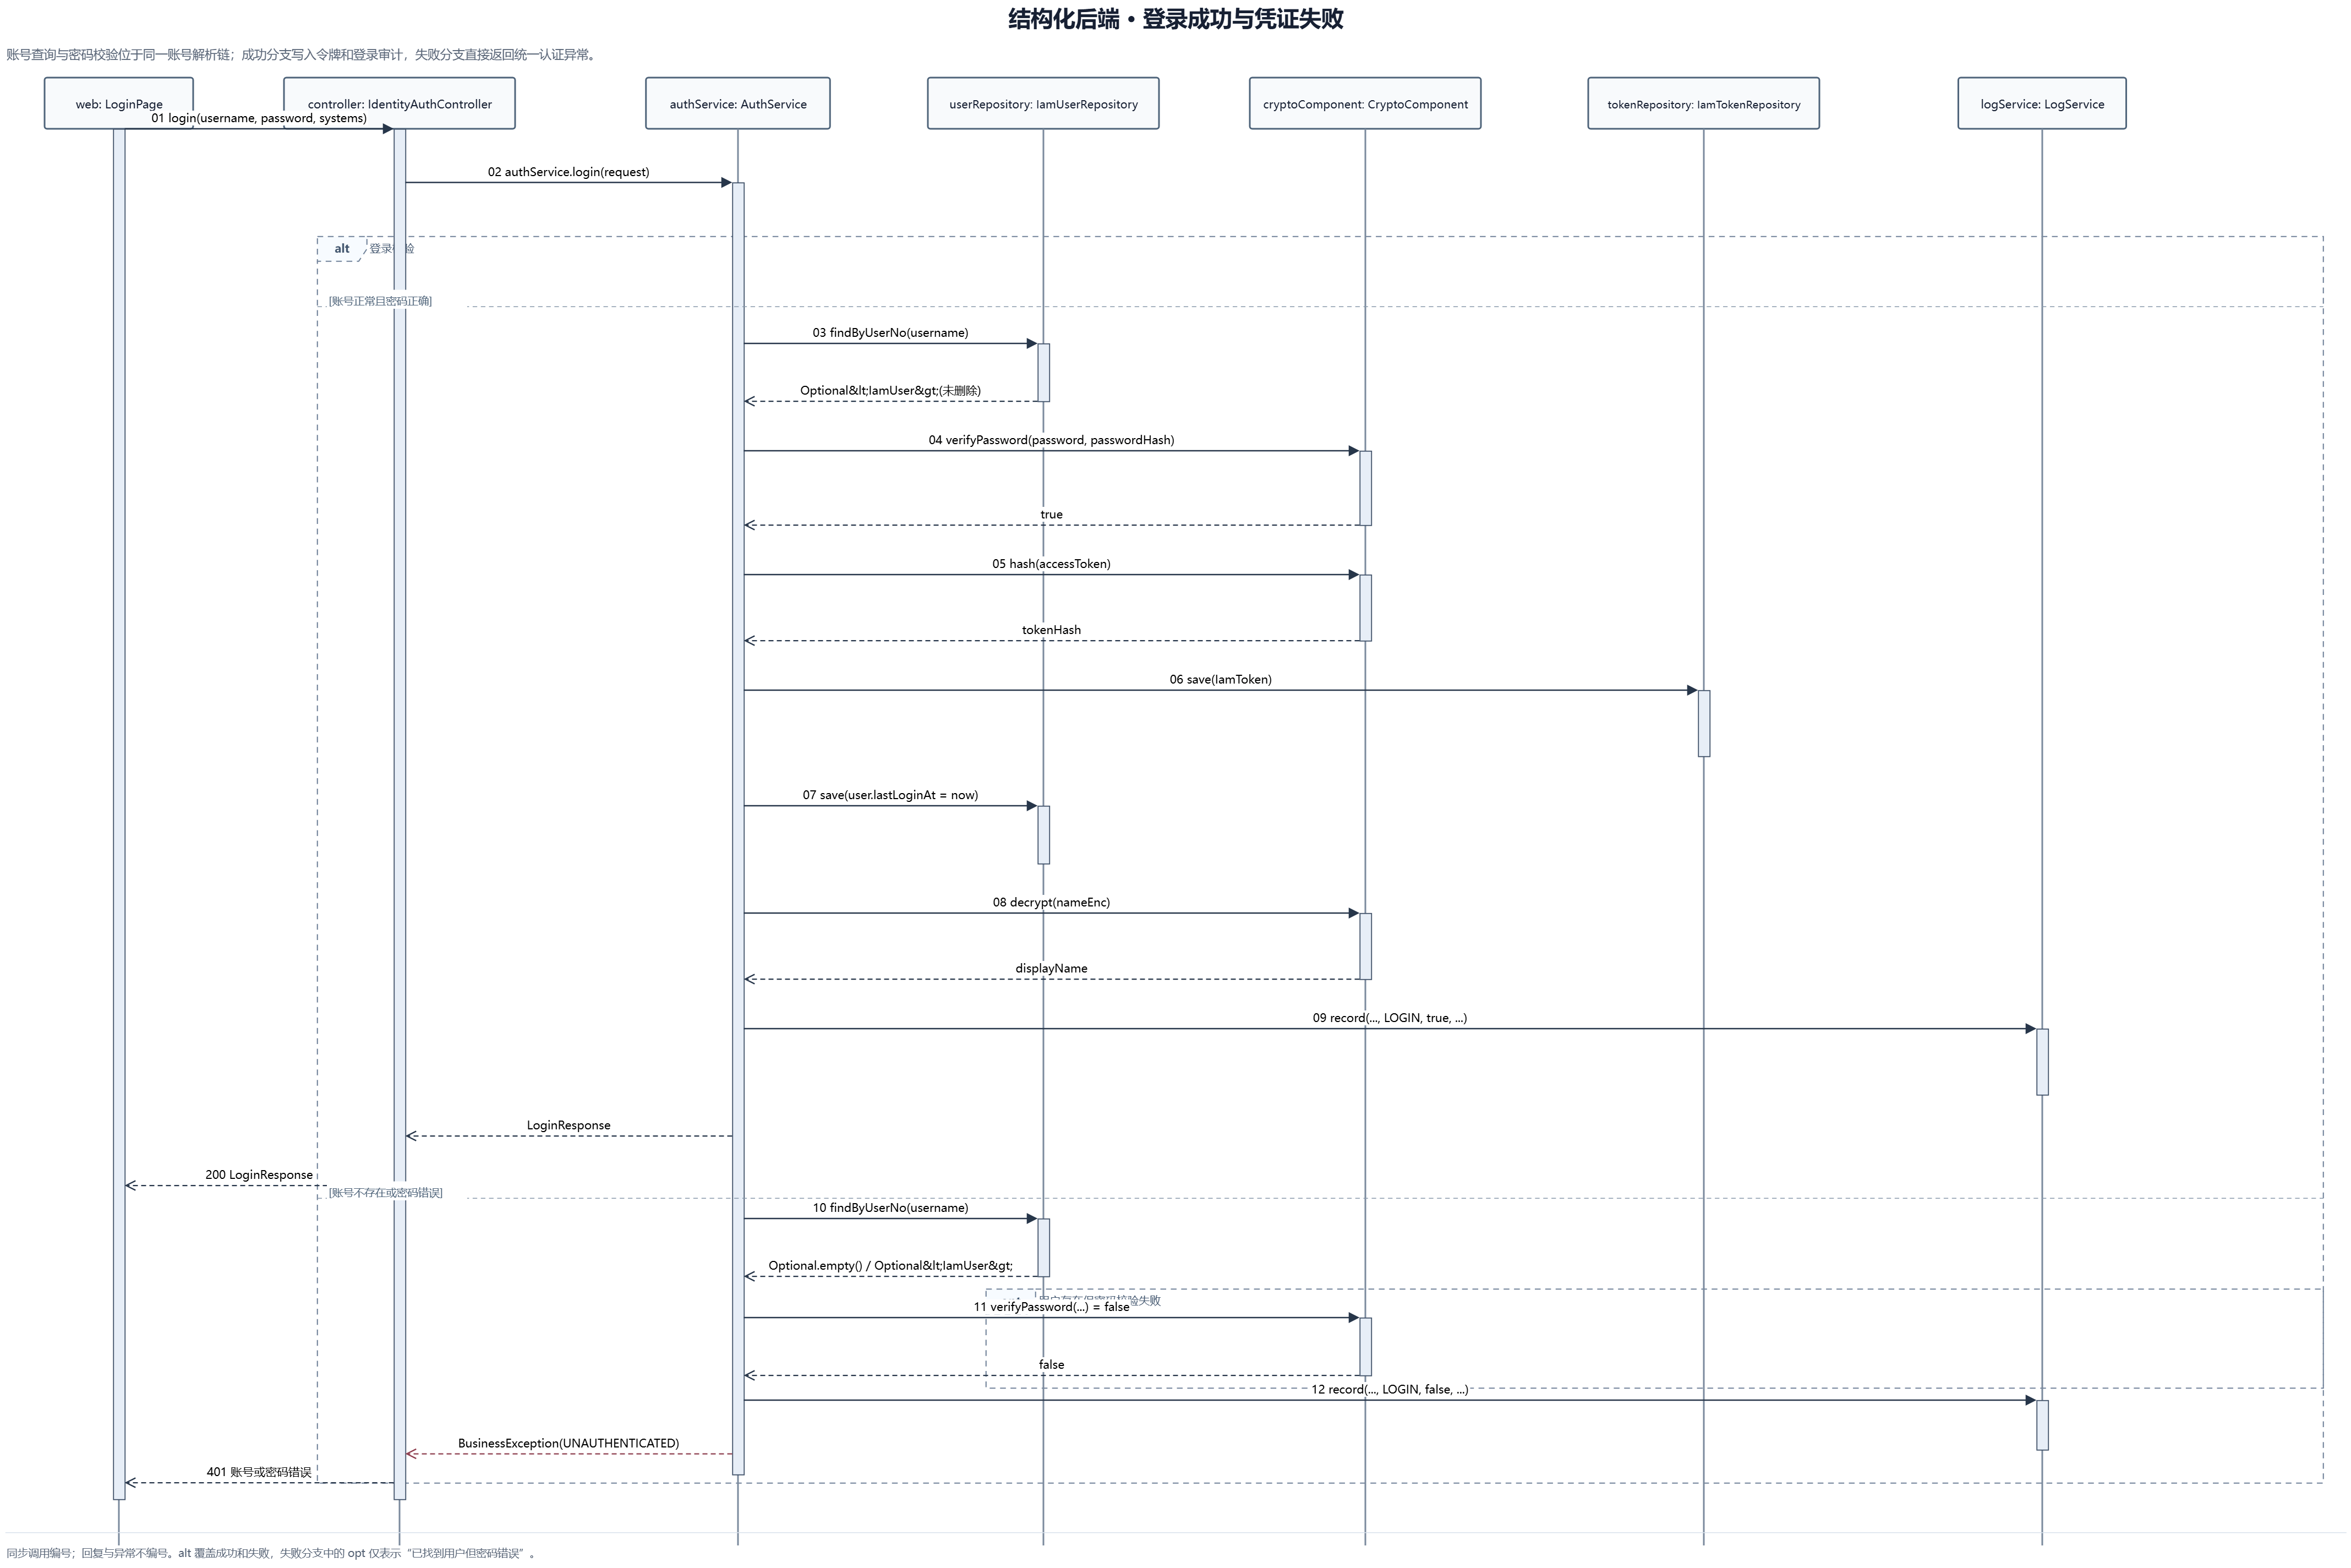 结构化后端 · 登录成功与凭证失败
账号查询与密码校验位于同一账号解析链；成功分支写入令牌和登录审计，失败分支直接返回统一认证异常。
web: LoginPage
controller: IdentityAuthController
authService: AuthService
userRepository: IamUserRepository
cryptoComponent: CryptoComponent
tokenRepository: IamTokenRepository
logService: LogService
01 login(username, password, systems)
02 authService.login(request)
alt
登录校验
[账号正常且密码正确]
03 findByUserNo(username)
Optional&lt;IamUser&gt;(未删除)
04 verifyPassword(password, passwordHash)
true
05 hash(accessToken)
tokenHash
06 save(IamToken)
07 save(user.lastLoginAt = now)
08 decrypt(nameEnc)
displayName
09 record(..., LOGIN, true, ...)
LoginResponse
200 LoginResponse
[账号不存在或密码错误]
10 findByUserNo(username)
Optional.empty() / Optional&lt;IamUser&gt;
验失败
11 verifyPassword(...) = false
false
12 record(..., LOGIN, false, ...)
BusinessException(UNAUTHENTICATED)
401 账号或密码错误
同步调用编号；回复与异常不编号。alt 覆盖成功和失败，失败分支中的 opt 仅表示“已找到用户但密码错误”。